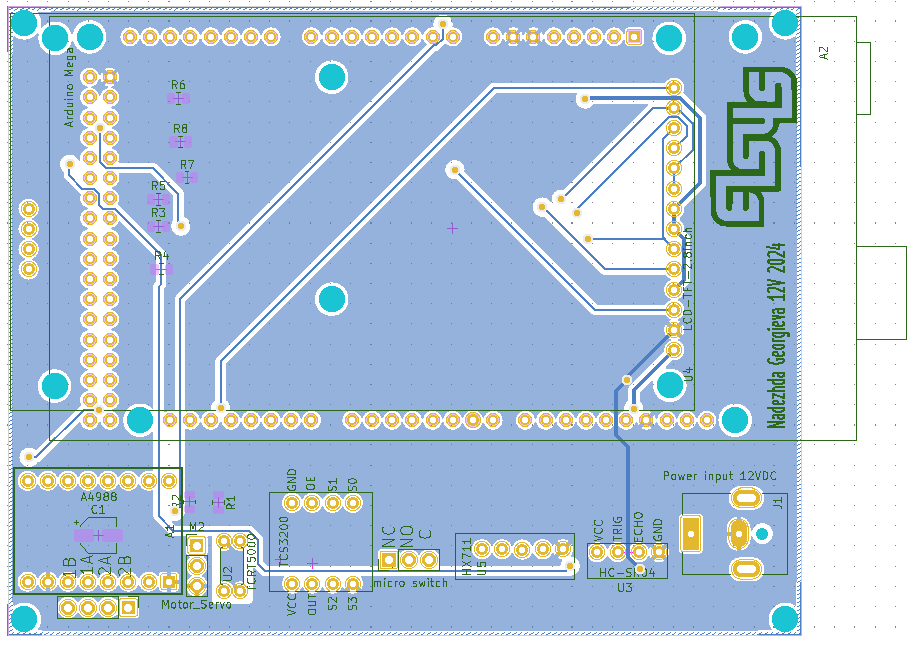 Arduino Mega
A2
R6
R8
R7
R5
R3
R4
elsys
LCD-TFT-2.8inch
U4
Nadezhda Georgieva 12V 2024
Power input 12VDC
J1
A4988
C1
+
1B
1A
2A
2B
A1
R2
R1
M2
Motor_Servo
U2
TCRT5000
TCS3200
GND
OE
S1
S0
VCC
OUT
S2
S3
NC
NO
C
micro switch
HX711
U5
VCC
TRIG
ECHO
GND
HC-SR04
U3